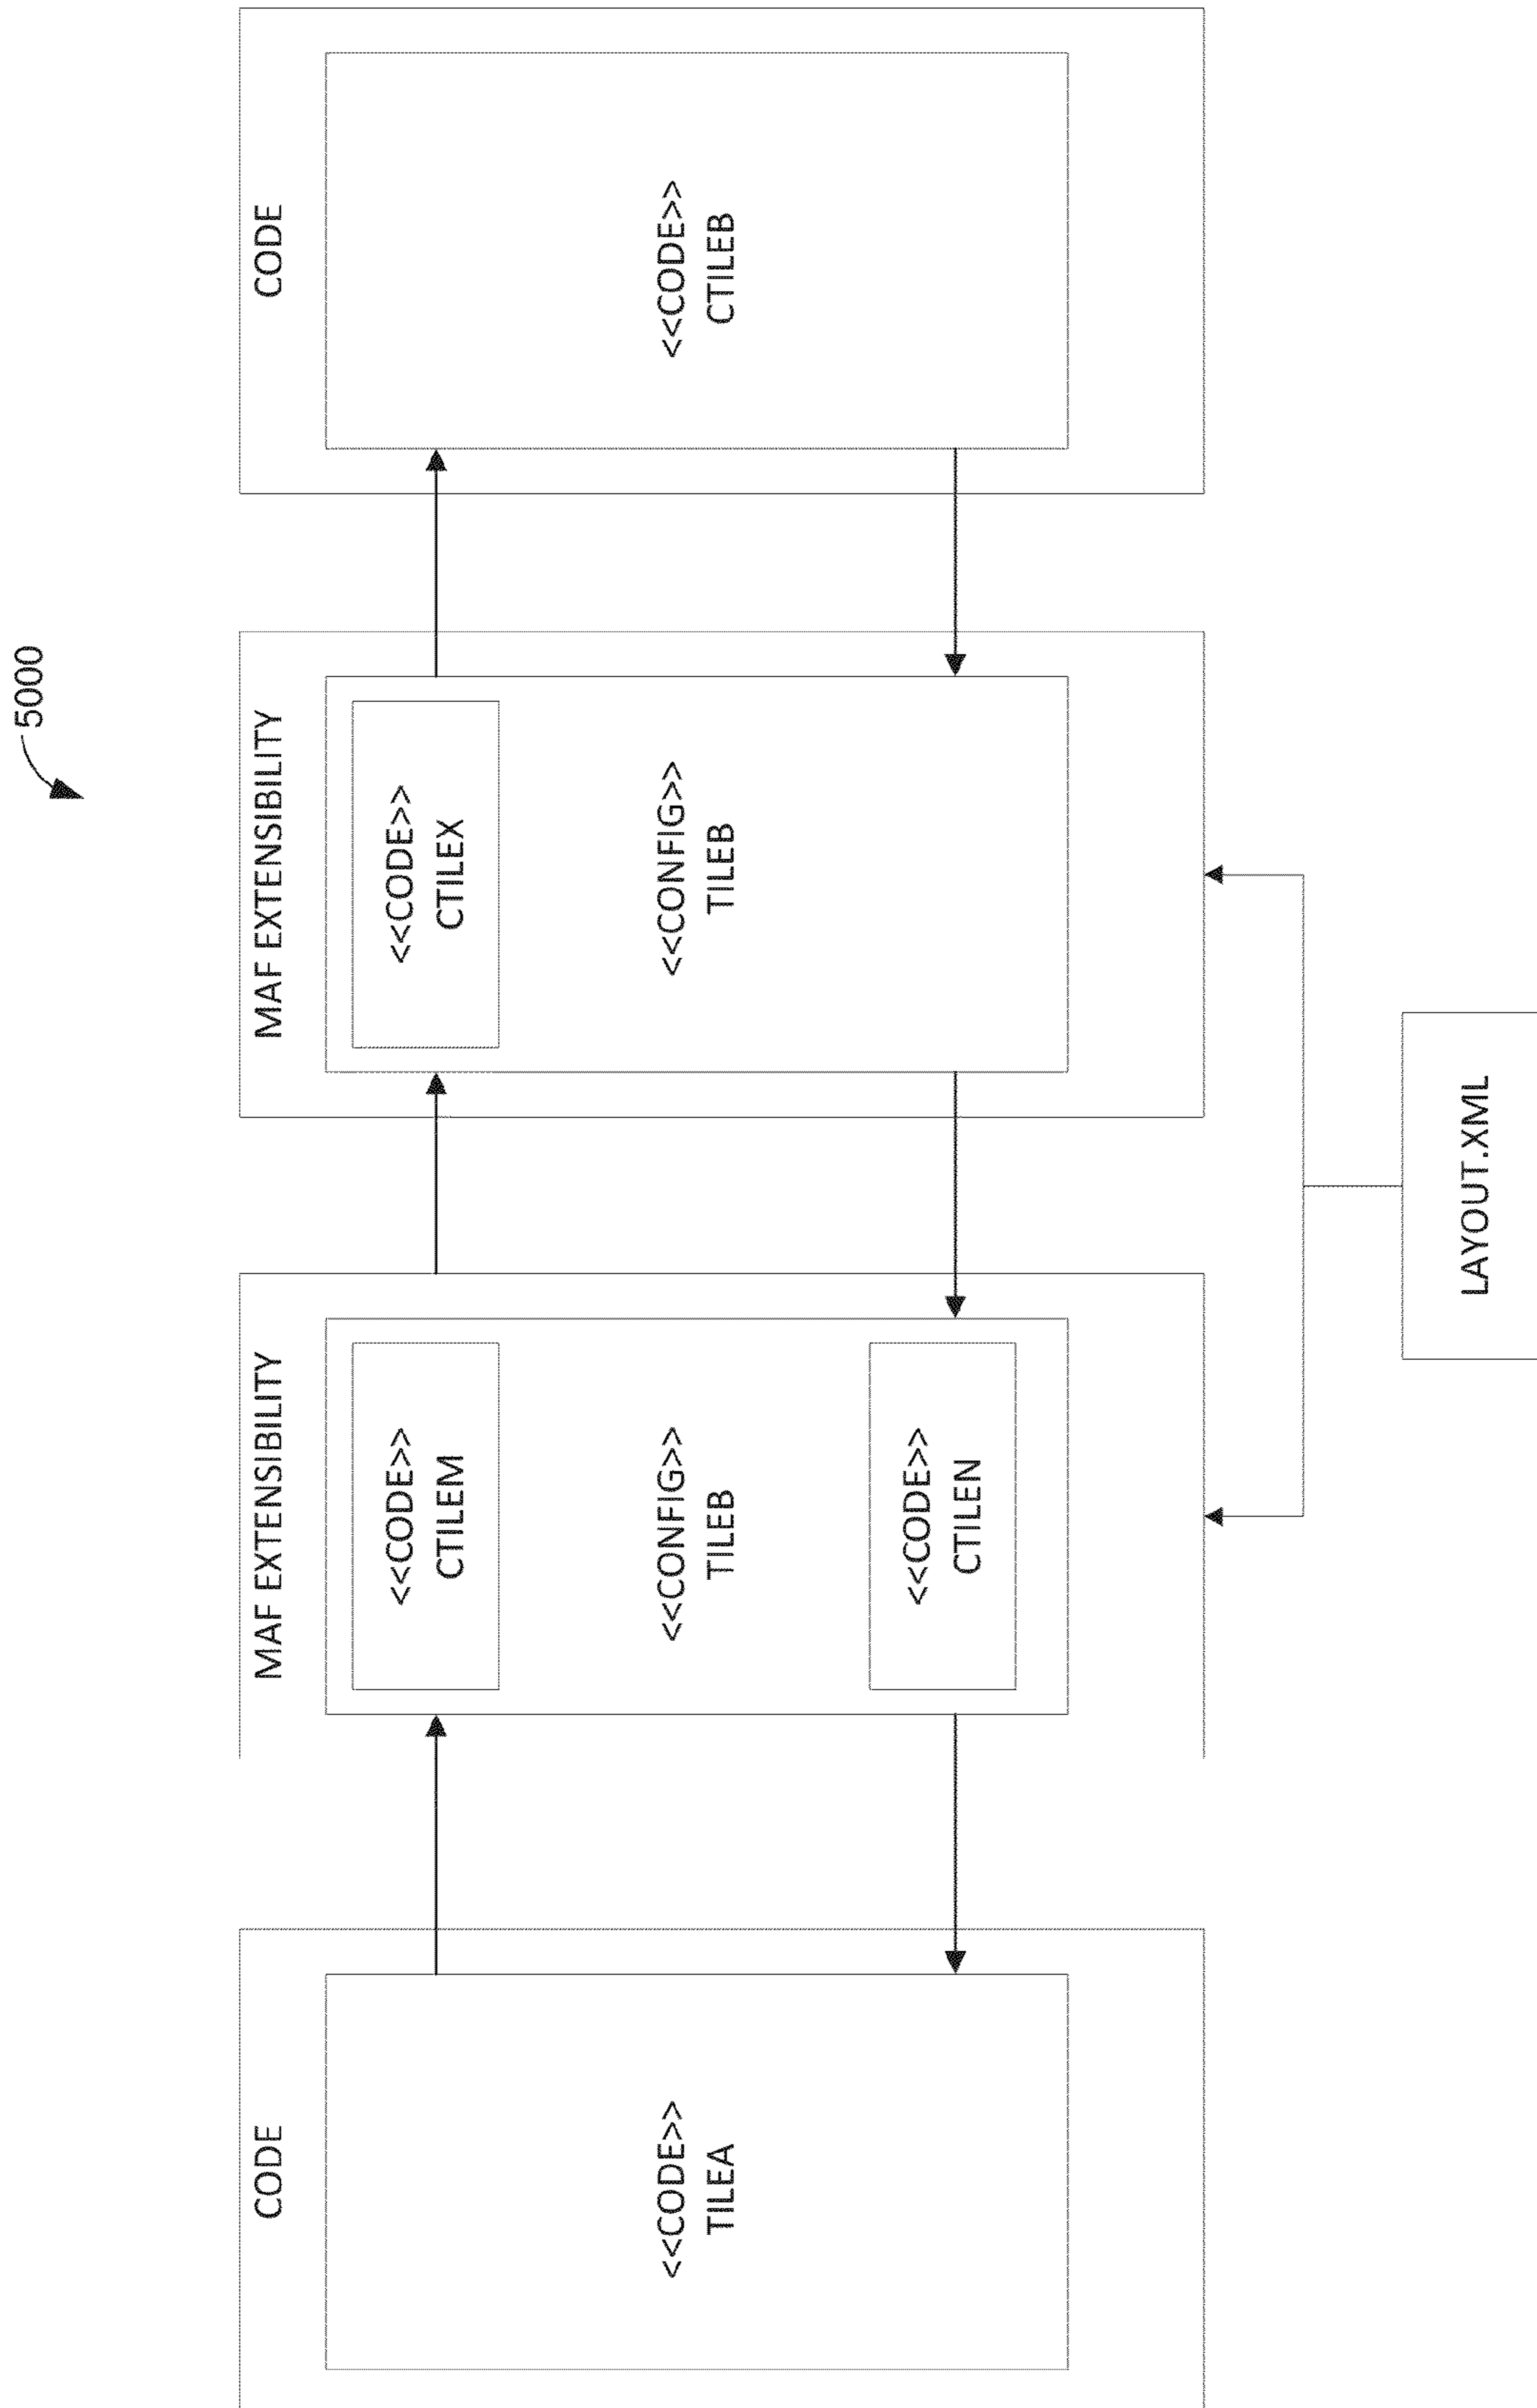 5000
CODE
<<CODE>>
TILEA
MAF EXTENSIBILITY
<<CODE>>
CTILEM
<<CONFIG>>
TILEB
<<CODE>>
CTILEN
MAF EXTENSIBILITY
<<CODE>>
CTILEX
<<CONFIG>>
TILEB
CODE
<<CODE>>
CTILEB
LAYOUT.XML